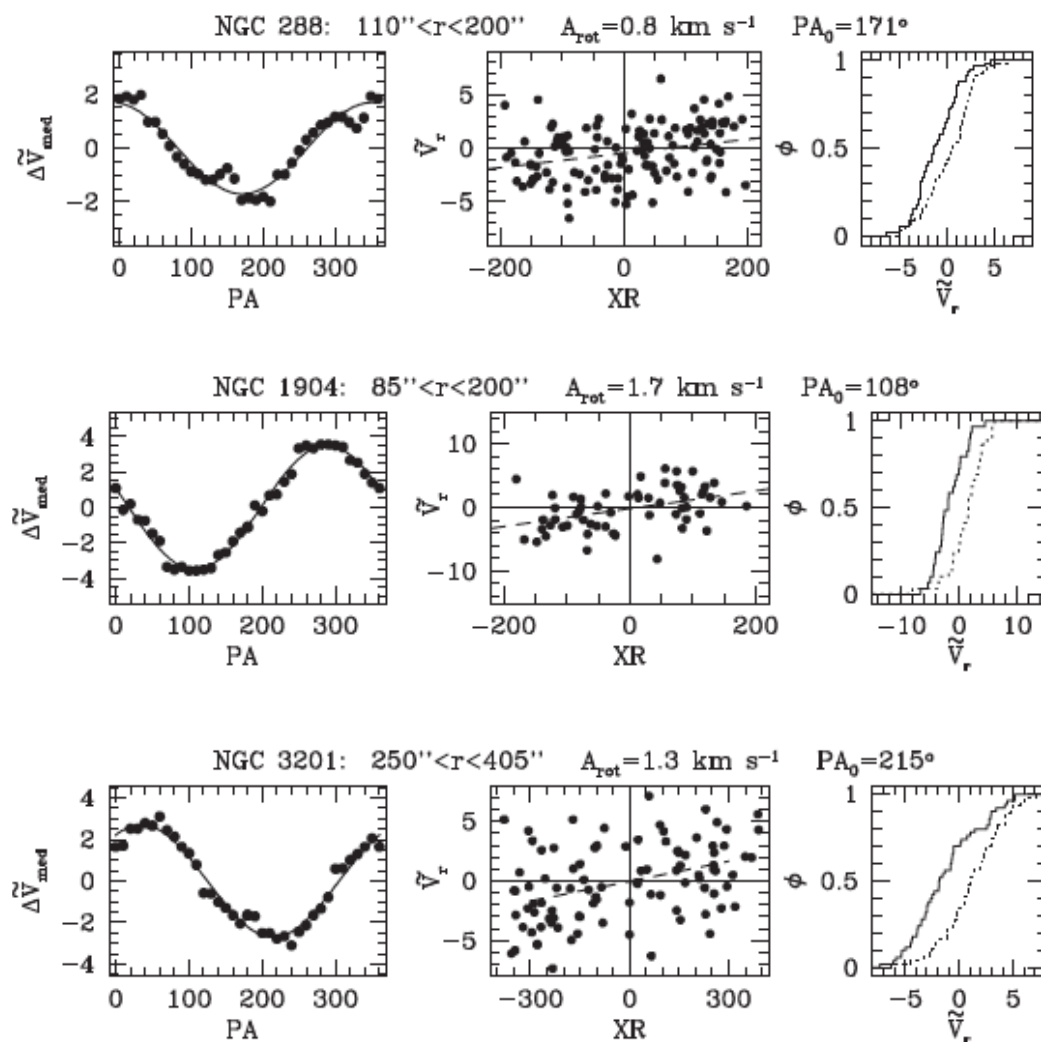 NGC 288: 110"<r<200" A_rot=0.8 km s⁻¹ PA₀=171°
ΔṼ_med
2
0
−2
0 100 200 300
PA
Ṽ_r
5
0
−5
−200 0 200
XR
ϕ
1
0.5
0
−5 0 5
Ṽ_r
NGC 1904: 85"<r<200" A_rot=1.7 km s⁻¹ PA₀=108°
ΔṼ_med
4
2
0
−2
−4
0 100 200 300
PA
Ṽ_r
10
0
−10
−200 0 200
XR
ϕ
1
0.5
0
−10 0 10
Ṽ_r
NGC 3201: 250"<r<405" A_rot=1.3 km s⁻¹ PA₀=215°
ΔṼ_med
4
2
0
−2
−4
0 100 200 300
PA
Ṽ_r
5
0
−5
−300 0 300
XR
ϕ
1
0.5
0
−5 0 5
Ṽ_r